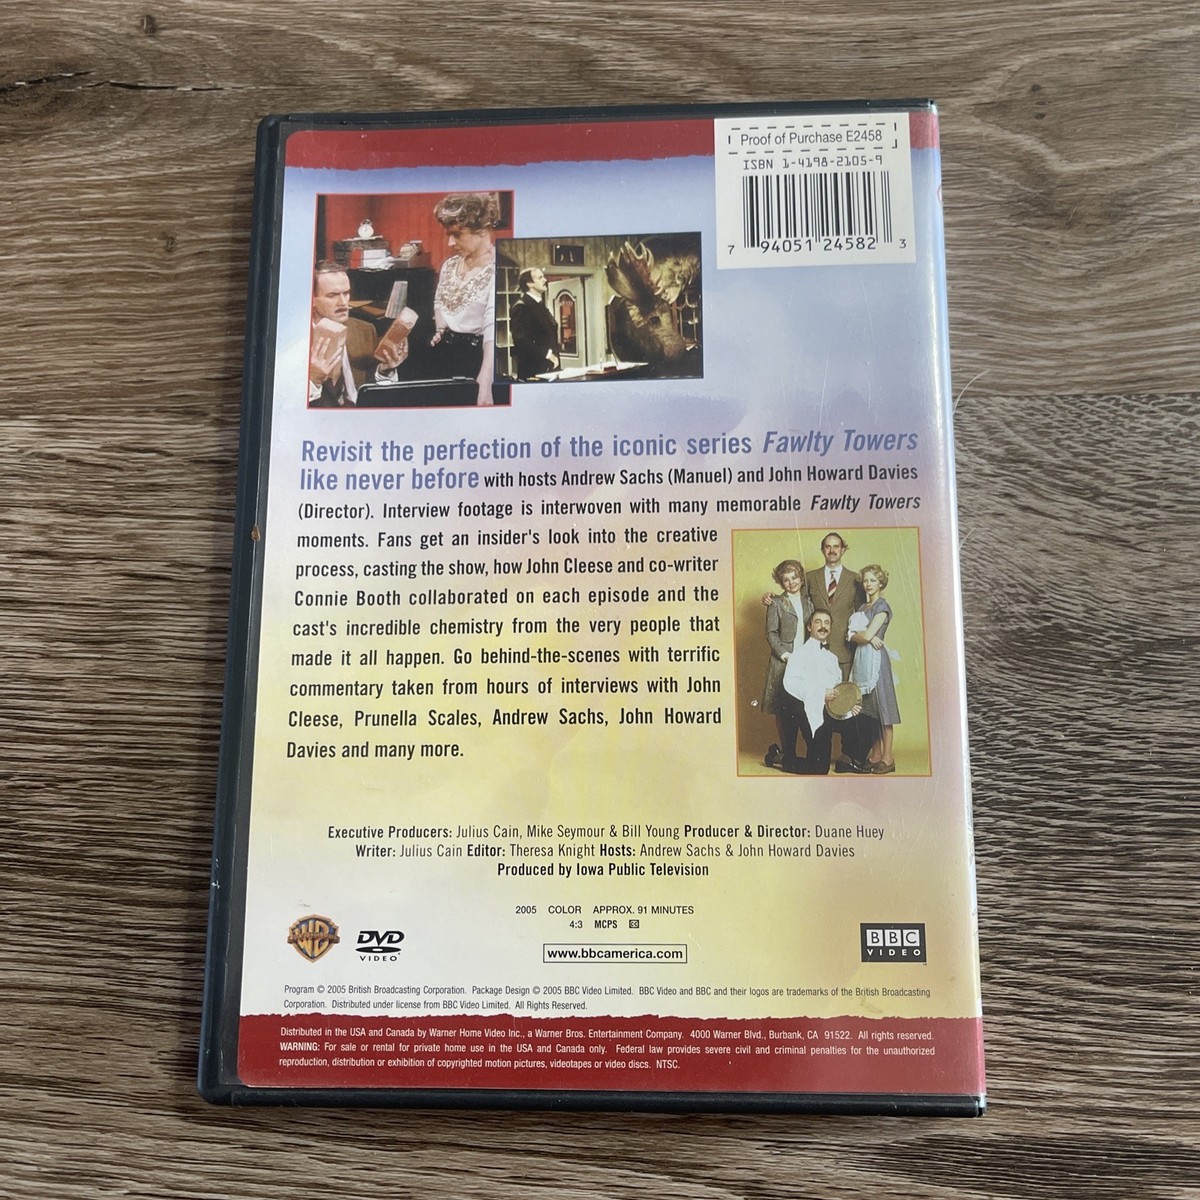 Proof of Purchase E2458
ISBN 1-4198-2105-9
7 94051 24582 3
Revisit the perfection of the iconic series Fawlty Towers
like never before with hosts Andrew Sachs (Manuel) and John Howard Davies
(Director). Interview footage is interwoven with many memorable Fawlty Towers
moments. Fans get an insider's look into the creative
process, casting the show, how John Cleese and co-writer
Connie Booth collaborated on each episode and the
cast's incredible chemistry from the very people that
made it all happen. Go behind-the-scenes with terrific
commentary taken from hours of interviews with John
Cleese, Prunella Scales, Andrew Sachs, John Howard
Davies and many more.
Executive Producers: Julius Cain, Mike Seymour & Bill Young Producer & Director: Duane Huey
Writer: Julius Cain Editor: Theresa Knight Hosts: Andrew Sachs & John Howard Davies
Produced by Iowa Public Television
2005 COLOR APPROX. 91 MINUTES
4:3 MCPS
WB
DVD
VIDEO
www.bbcamerica.com
BBC
VIDEO
Program © 2005 British Broadcasting Corporation. Package Design © 2005 BBC Video Limited. BBC Video and BBC and their logos are trademarks of the British Broadcasting
Corporation. Distributed under license from BBC Video Limited. All Rights Reserved.
Distributed in the USA and Canada by Warner Home Video Inc., a Warner Bros. Entertainment Company. 4000 Warner Blvd., Burbank, CA 91522. All rights reserved.
WARNING: For sale or rental for private home use in the USA and Canada only. Federal law provides severe civil and criminal penalties for the unauthorized
reproduction, distribution or exhibition of copyrighted motion pictures, videotapes or video discs. NTSC.